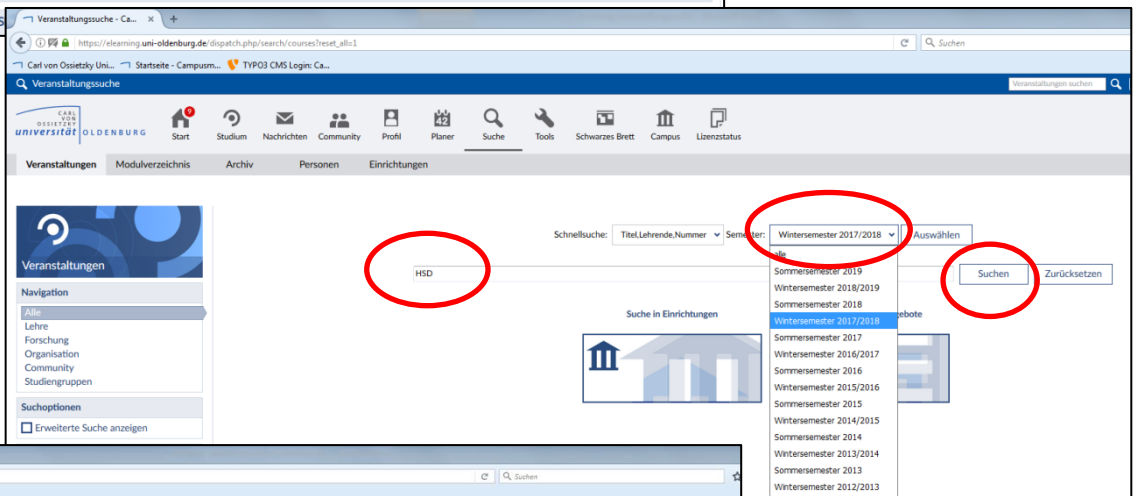 Veranstaltungssuche - Ca... × +
https://elearning.uni-oldenburg.de/dispatch.php/search/courses?reset_all=1
Suchen
Carl von Ossietzky Uni... Startseite - Campusm... TYPO3 CMS Login: Ca...
Veranstaltungssuche
Veranstaltungen suchen
CARL
VON
OSSIETZKY
universität OLDENBURG
9
42
Start Studium Nachrichten Community Profil Planer Suche Tools Schwarzes Brett Campus Lizenzstatus
Veranstaltungen Modulverzeichnis Archiv Personen Einrichtungen
Veranstaltungen
Schnellsuche: Titel,Lehrende,Nummer Semester: Wintersemester 2017/2018 Auswählen
HSD
Suchen Zurücksetzen
alle
Sommersemester 2019
Wintersemester 2018/2019
Sommersemester 2018
Wintersemester 2017/2018
Sommersemester 2017
Wintersemester 2016/2017
Sommersemester 2016
Wintersemester 2015/2016
Sommersemester 2015
Wintersemester 2014/2015
Sommersemester 2014
Wintersemester 2013/2014
Sommersemester 2013
Wintersemester 2012/2013
Suche in Einrichtungen
ebote
Navigation
Alle
Lehre
Forschung
Organisation
Community
Studiengruppen
Suchoptionen
Erweiterte Suche anzeigen
Suchen